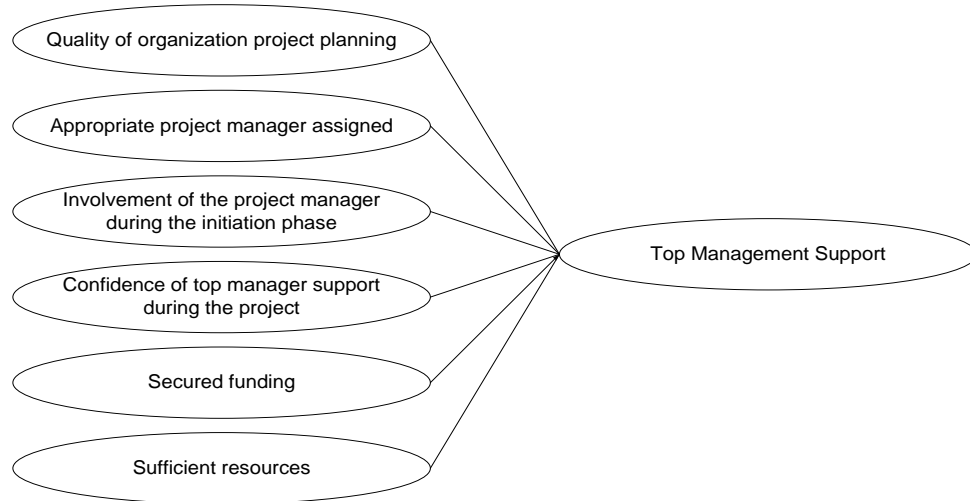 Quality of organization project planning
Appropriate project manager assigned
Involvement of the project manager
during the initiation phase
Top Management Support
Confidence of top manager support
during the project
Secured funding
Sufficient resources